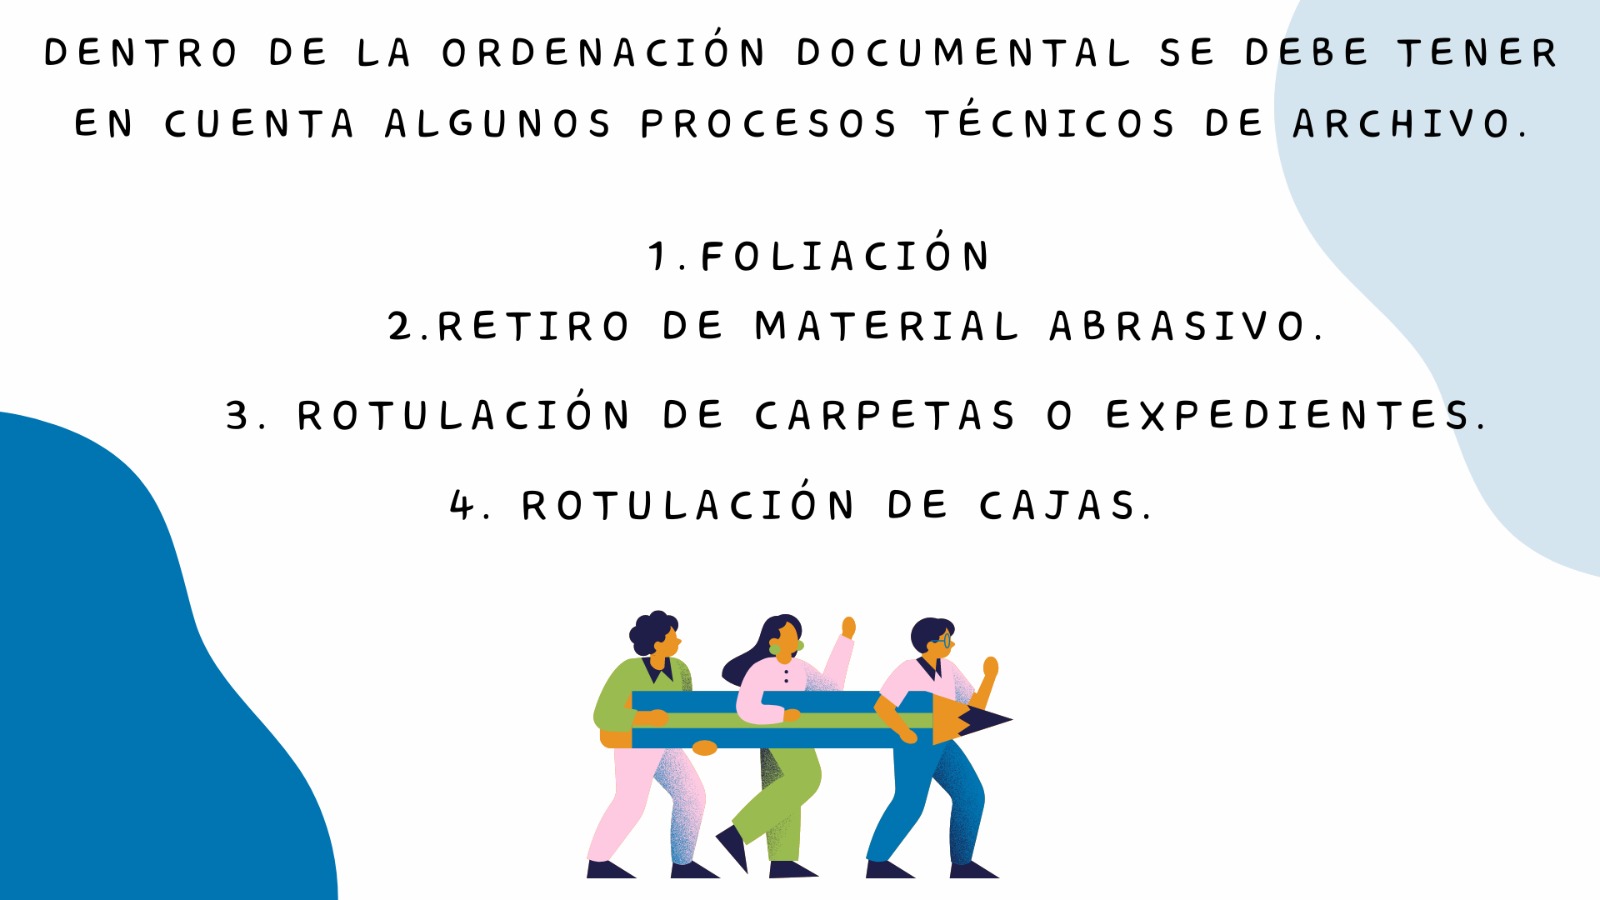 DENTRO DE LA ORDENACIÓN DOCUMENTAL SE DEBE TENER
EN CUENTA ALGUNOS PROCESOS TÉCNICOS DE ARCHIVO.
1.FOLIACIÓN
2.RETIRO DE MATERIAL ABRASIVO.
3. ROTULACIÓN DE CARPETAS O EXPEDIENTES.
4. ROTULACIÓN DE CAJAS.